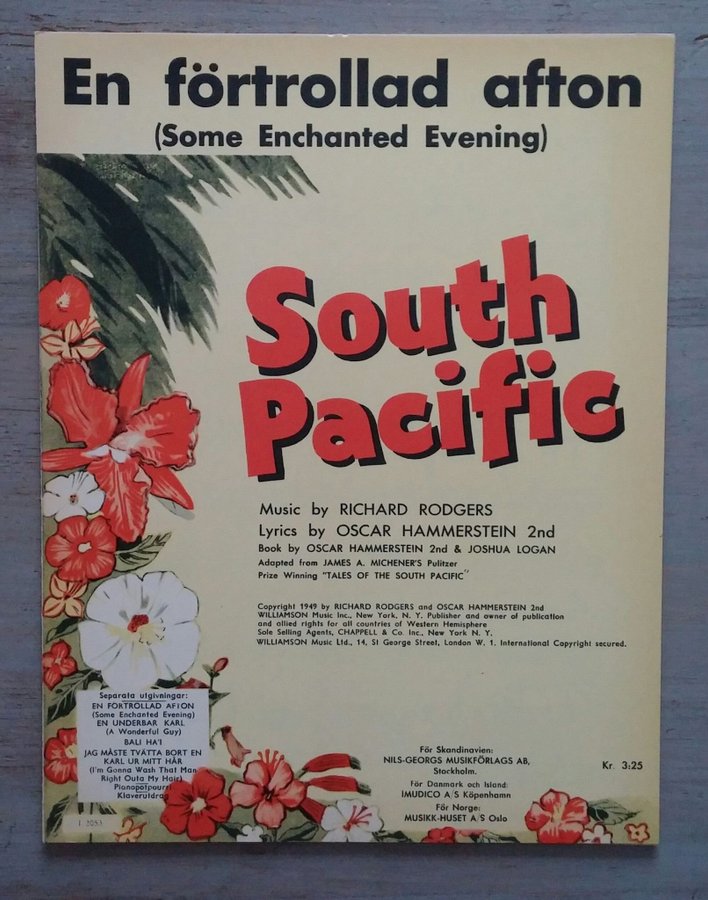 En förtrollad afton
(Some Enchanted Evening)
South
Pacific
Music by RICHARD RODGERS
Lyrics by OSCAR HAMMERSTEIN 2nd
Book by OSCAR HAMMERSTEIN 2nd & JOSHUA LOGAN
Adapted from JAMES A. MICHENER'S Pulitzer
Prize Winning "TALES OF THE SOUTH PACIFIC"
Copyright 1949 by RICHARD RODGERS and OSCAR HAMMERSTEIN 2nd
WILLIAMSON Music Inc., New York, N. Y. Publisher and owner of publication
and allied rights for all countries of Western Hemisphere
Sole Selling Agents, CHAPPELL & Co. Inc., New York N. Y.
WILLIAMSON Music Ltd., 14, St George Street, London W. 1. International Copyright secured.
Separata utgivningar:
EN FÖRTROLLAD AFTON
(Some Enchanted Evening)
EN UNDERBAR KARL
(A Wonderful Guy)
BALI HA'I
JAG MÅSTE TVÄTTA BORT EN
KARL UR MITT HÅR
(I'm Gonna Wash That Man
Right Outa My Hair)
Pianopotpourri
Klaverutdrag
För Skandinavien:
NILS-GEORGS MUSIKFÖRLAGS AB,
Stockholm.
För Danmark och Island:
IMUDICO A/S Köpenhamn
För Norge:
MUSIKK-HUSET A/S Oslo
Kr. 3:25